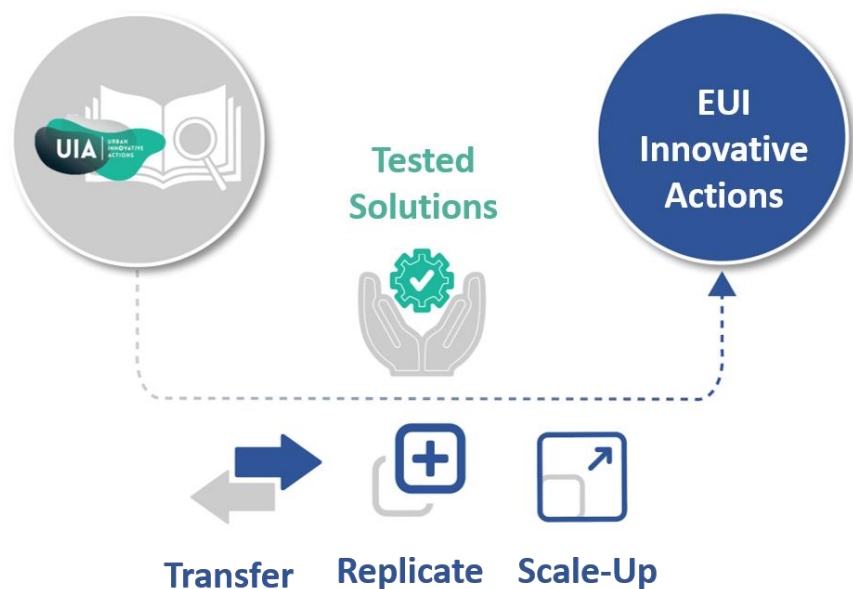 UIA
URBAN
INNOVATIVE
ACTIONS
Tested
Solutions
EUI
Innovative
Actions
Transfer
Replicate
Scale-Up